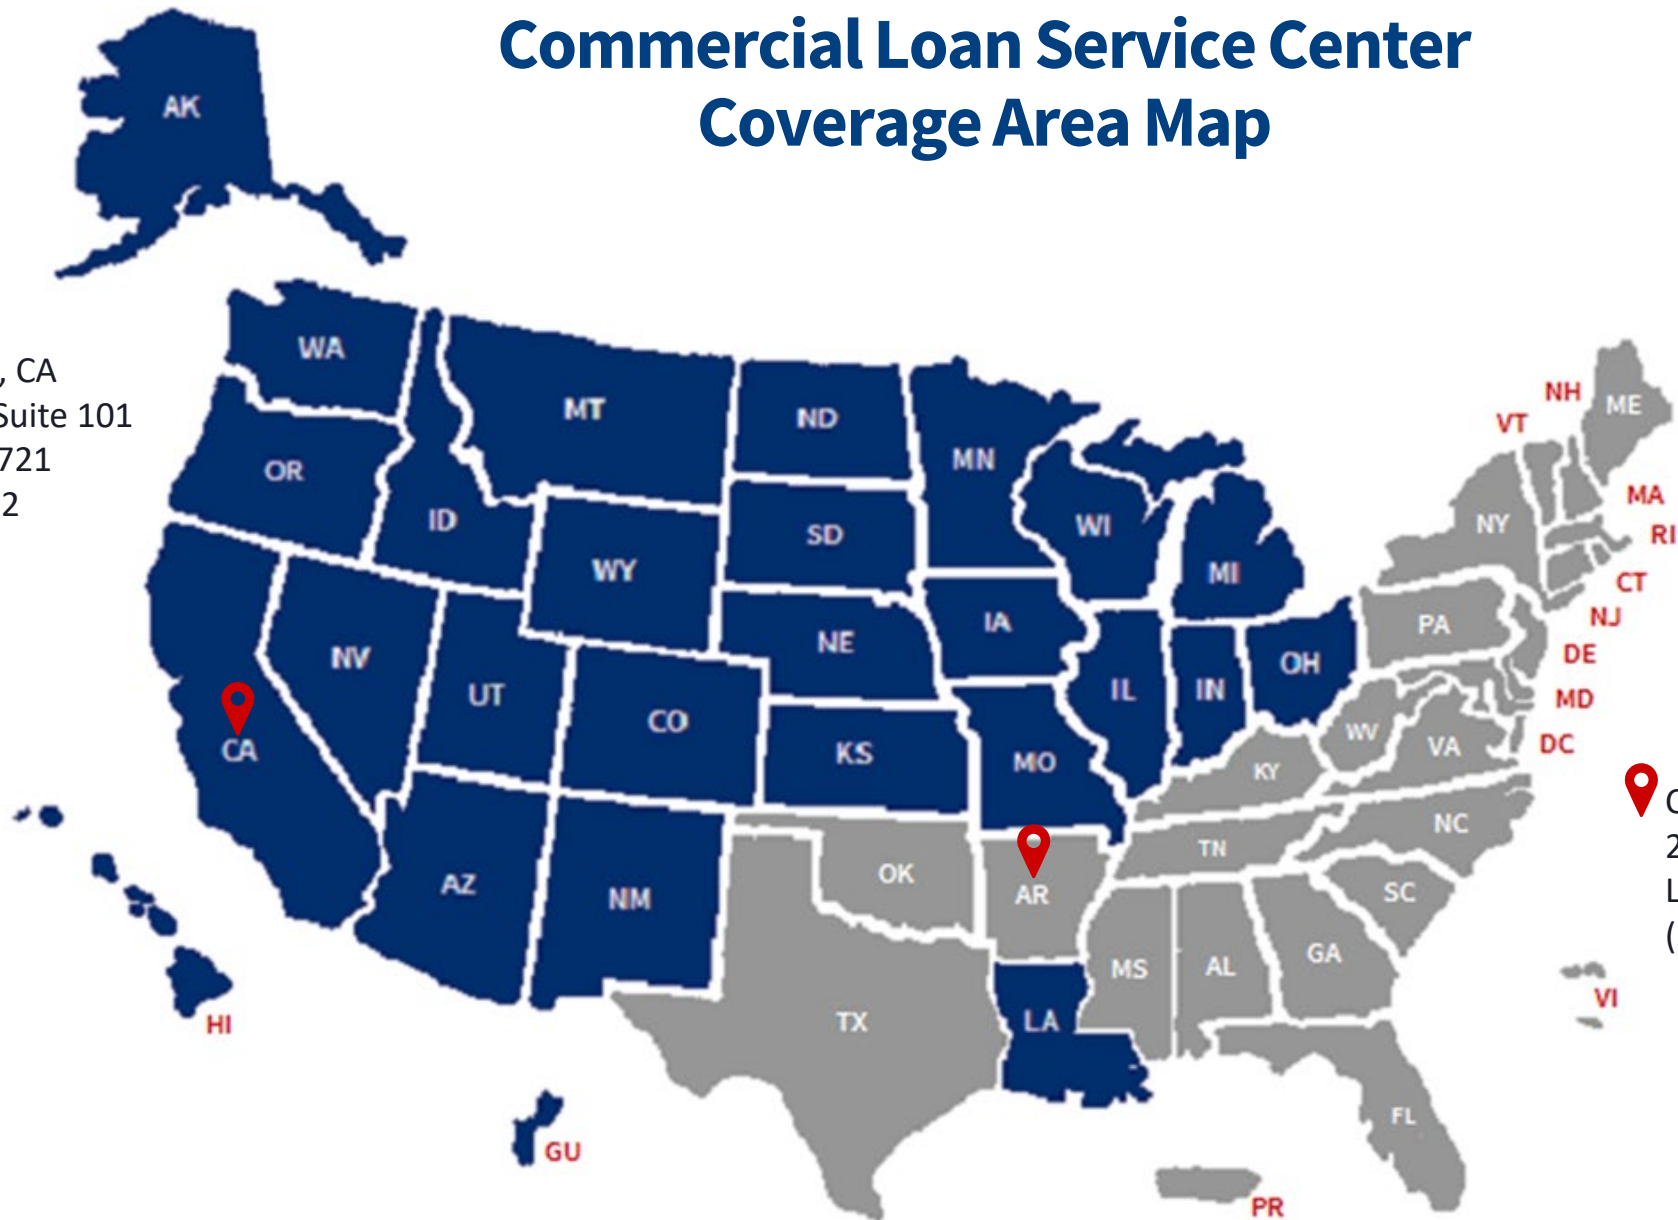 Commercial Loan Service Center
Coverage Area Map
AK
, CA
Suite 101
721
2
WA
MT
ND
MN
OR
ID
WY
SD
WI
MI
NH
ME
VT
MA
NY
RI
CT
NJ
PA
DE
MD
DC
NV
UT
CO
NE
IA
IL
IN
OH
WV
VA
KY
CA
KS
MO
NC
TN
SC
AZ
NM
OK
AR
MS
AL
GA
TX
LA
FL
HI
GU
PR
VI
2
L
(